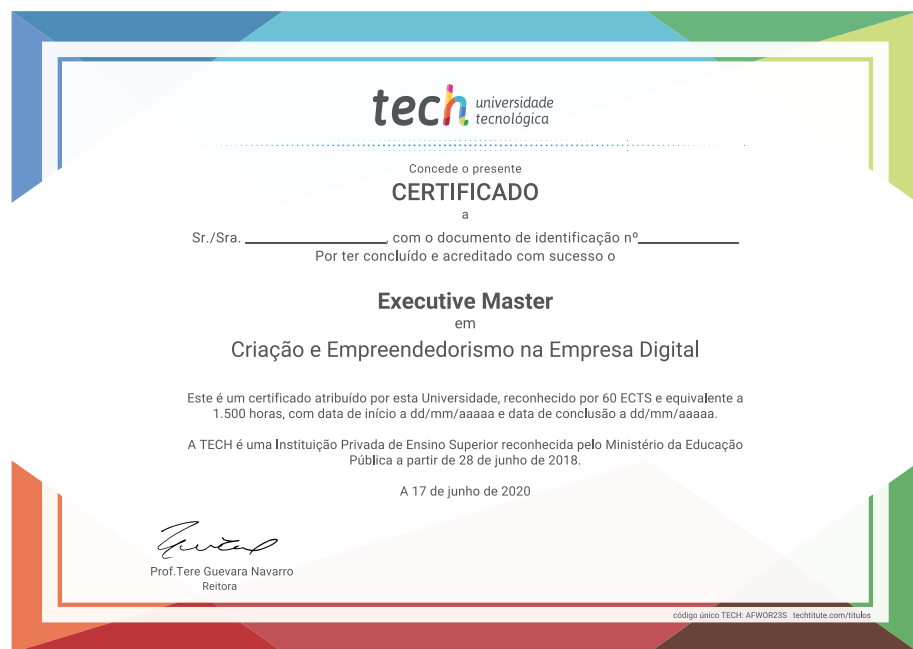 tech universidade
tecnológica
Concede o presente
CERTIFICADO
a
Sr./Sra. ________________, com o documento de identificação nº____________
Por ter concluído e acreditado com sucesso o
Executive Master
em
Criação e Empreendedorismo na Empresa Digital
Este é um certificado atribuído por esta Universidade, reconhecido por 60 ECTS e equivalente a
1.500 horas, com data de início a dd/mm/aaaaa e data de conclusão a dd/mm/aaaaa.
A TECH é uma Instituição Privada de Ensino Superior reconhecida pelo Ministério da Educação
Pública a partir de 28 de junho de 2018.
A 17 de junho de 2020
Prof.Tere Guevara Navarro
Reitora
código único TECH: AFWOR23S techtitute.com/titulos